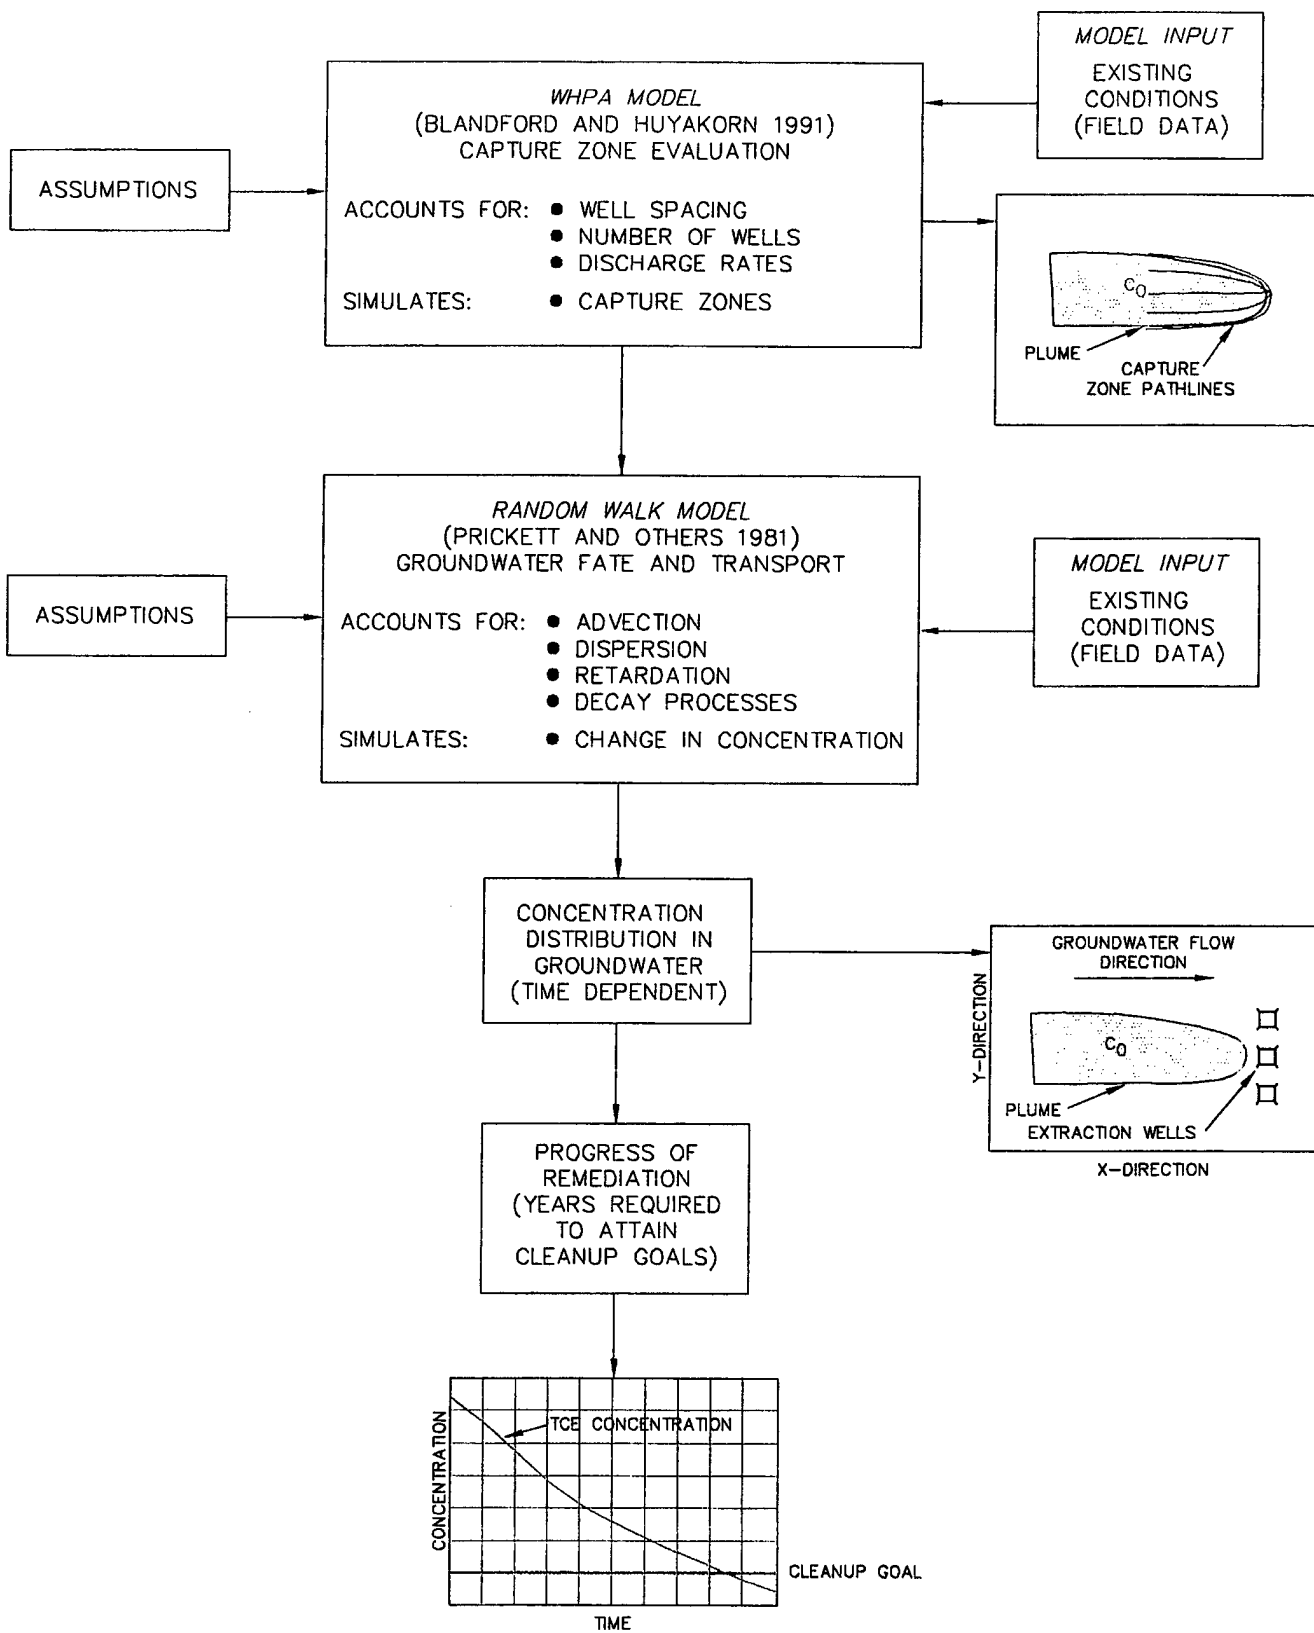 MODEL INPUT
EXISTING
CONDITIONS
(FIELD DATA)
WHPA MODEL
(BLANDFORD AND HUYAKORN 1991)
CAPTURE ZONE EVALUATION
ASSUMPTIONS
ACCOUNTS FOR: ● WELL SPACING
● NUMBER OF WELLS
● DISCHARGE RATES
SIMULATES: ● CAPTURE ZONES
C0
PLUME
CAPTURE
ZONE PATHLINES
RANDOM WALK MODEL
(PRICKETT AND OTHERS 1981)
GROUNDWATER FATE AND TRANSPORT
ASSUMPTIONS
ACCOUNTS FOR: ● ADVECTION
● DISPERSION
● RETARDATION
● DECAY PROCESSES
SIMULATES: ● CHANGE IN CONCENTRATION
MODEL INPUT
EXISTING
CONDITIONS
(FIELD DATA)
CONCENTRATION
DISTRIBUTION IN
GROUNDWATER
(TIME DEPENDENT)
GROUNDWATER FLOW
DIRECTION
Y-DIRECTION
C0
PLUME
EXTRACTION WELLS
X-DIRECTION
PROGRESS OF
REMEDIATION
(YEARS REQUIRED
TO ATTAIN
CLEANUP GOALS)
CONCENTRATION
TCE CONCENTRATION
CLEANUP GOAL
TIME